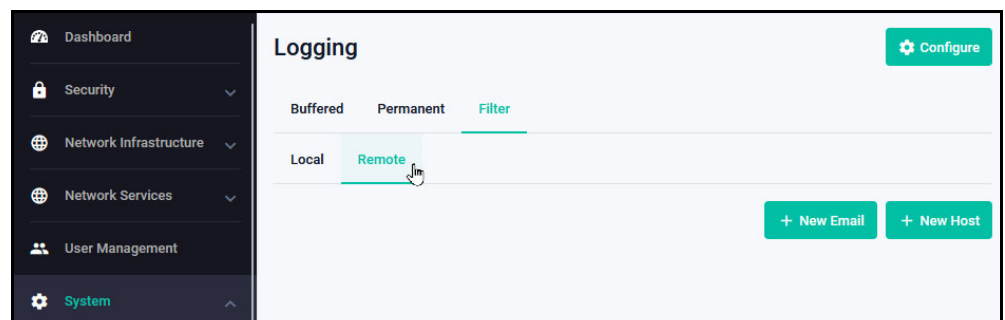 Dashboard
Security
Network Infrastructure
Network Services
User Management
System
Logging
Configure
Buffered Permanent Filter
Local Remote
+ New Email + New Host